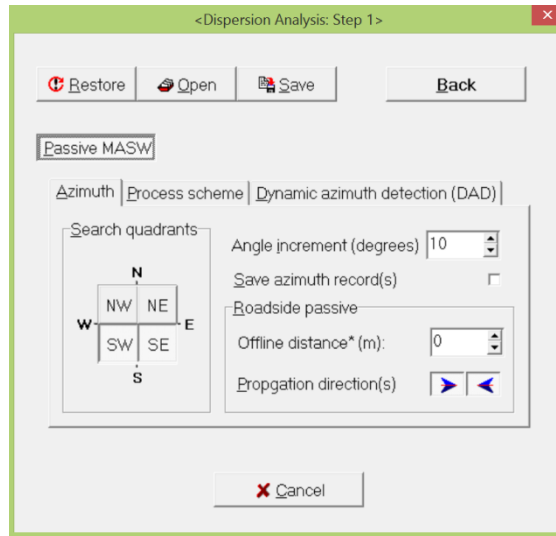 <Dispersion Analysis: Step 1>
Restore Open Save Back
Passive MASW
Azimuth Process scheme Dynamic azimuth detection (DAD)
Search quadrants
N
NW NE
W E
SW SE
S
Angle increment (degrees) 10
Save azimuth record(s)
Roadside passive
Offline distance* (m): 0
Propgation direction(s)
Cancel